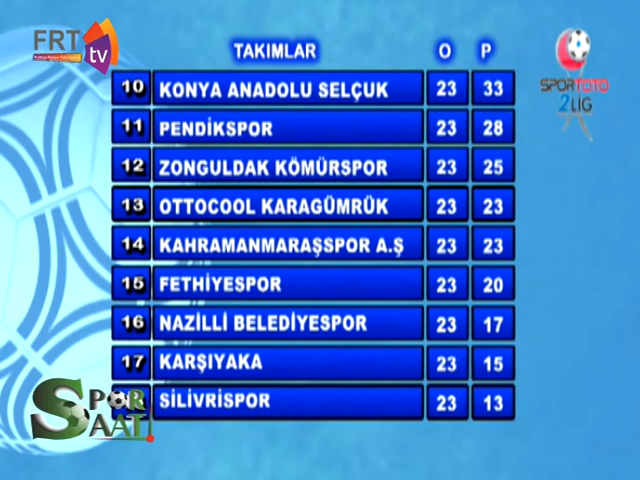 FRT
tv
TAKIMLAR O P
SPORTOTO
2.LİG
10 KONYA ANADOLU SELÇUK 23 33
11 PENDİKSPOR 23 28
12 ZONGULDAK KÖMÜRSPOR 23 25
13 OTTOCOOL KARAGÜMRÜK 23 23
14 KAHRAMANMARAŞSPOR A.Ş 23 23
15 FETHİYESPOR 23 20
16 NAZİLLİ BELEDİYESPOR 23 17
17 KARŞIYAKA 23 15
SİLİVRİSPOR 23 13
SPOR
SAATİ